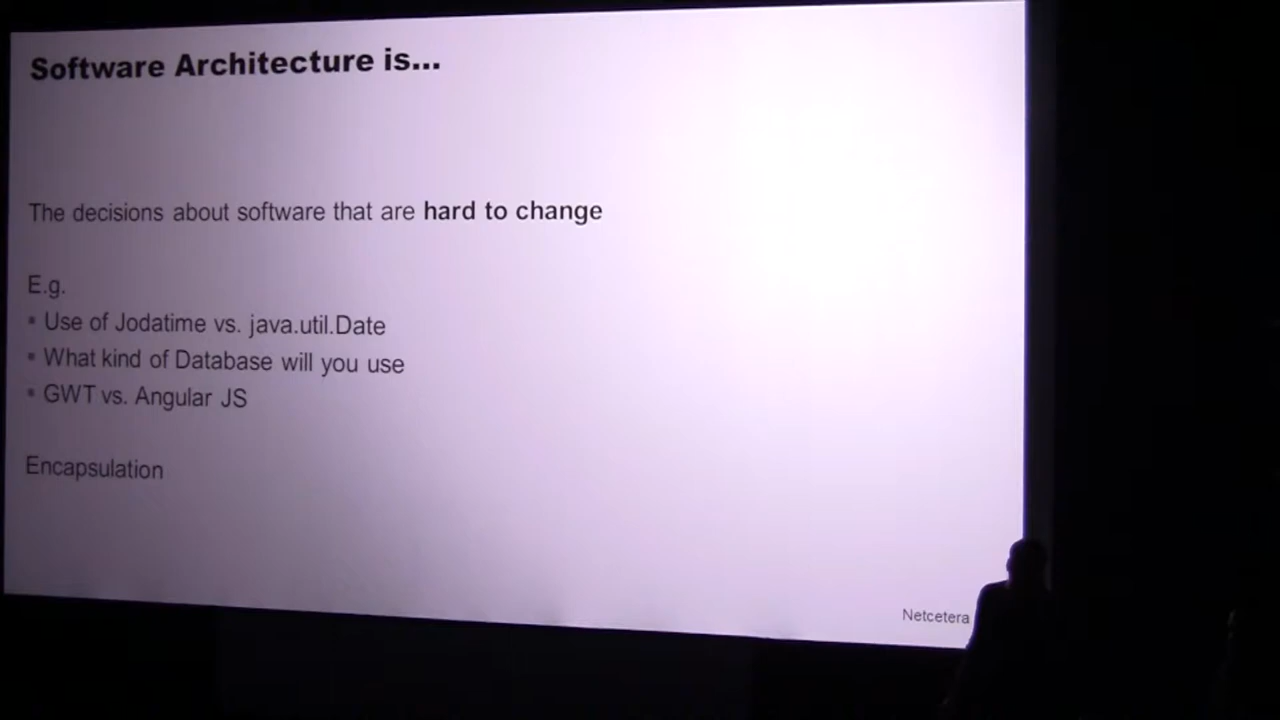 Software Architecture is...
The decisions about software that are hard to change
E.g.
▪ Use of Jodatime vs. java.util.Date
▪ What kind of Database will you use
▪ GWT vs. Angular JS
Encapsulation
Netcetera